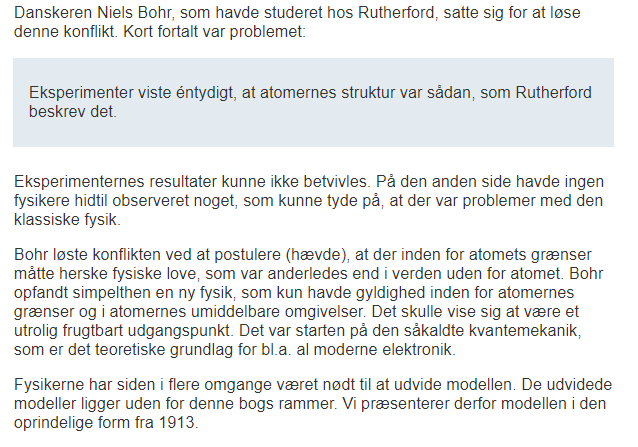 Danskeren Niels Bohr, som havde studeret hos Rutherford, satte sig for at løse
denne konflikt. Kort fortalt var problemet:
Eksperimenter viste éntydigt, at atomernes struktur var sådan, som Rutherford
beskrev det.
Eksperimenternes resultater kunne ikke betvivles. På den anden side havde ingen
fysikere hidtil observeret noget, som kunne tyde på, at der var problemer med den
klassiske fysik.
Bohr løste konflikten ved at postulere (hævde), at der inden for atomets grænser
måtte herske fysiske love, som var anderledes end i verden uden for atomet. Bohr
opfandt simpelthen en ny fysik, som kun havde gyldighed inden for atomernes
grænser og i atomernes umiddelbare omgivelser. Det skulle vise sig at være et
utrolig frugtbart udgangspunkt. Det var starten på den såkaldte kvantemekanik,
som er det teoretiske grundlag for bl.a. al moderne elektronik.
Fysikerne har siden i flere omgange været nødt til at udvide modellen. De udvidede
modeller ligger uden for denne bogs rammer. Vi præsenterer derfor modellen i den
oprindelige form fra 1913.